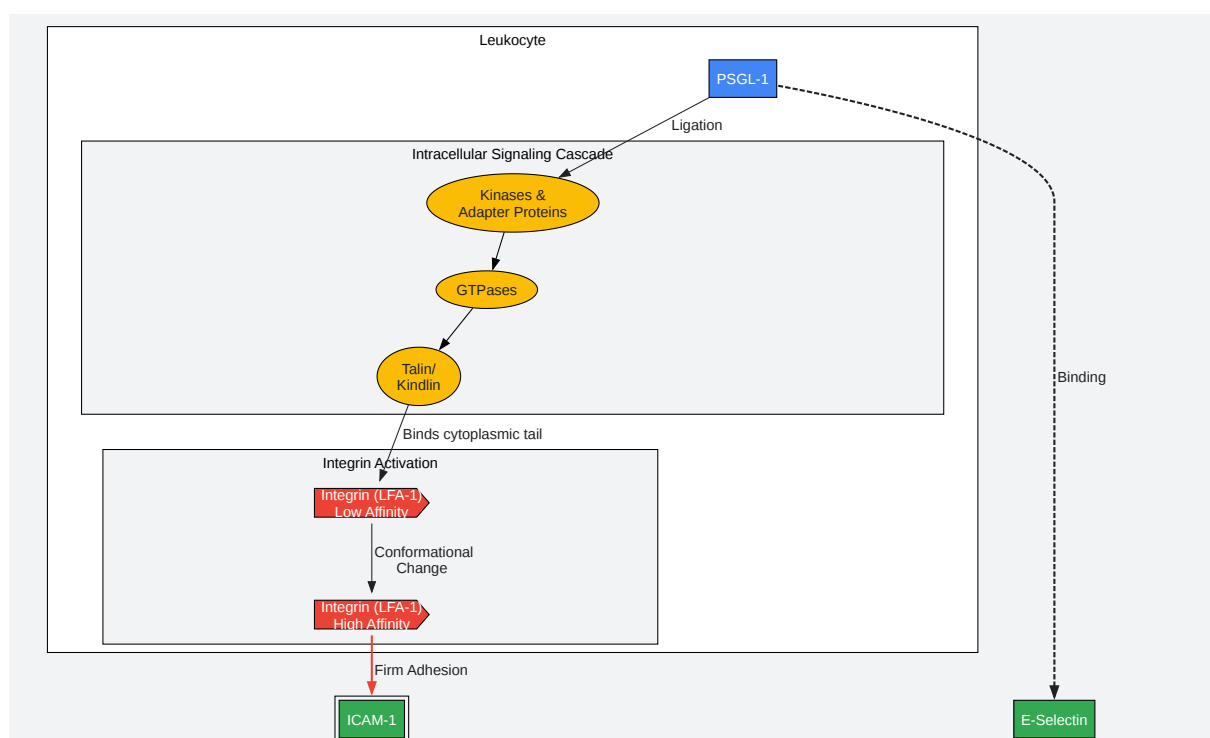 Leukocyte
PSGL-1
Ligation
Intracellular Signaling Cascade
Kinases &
Adapter Proteins
GTPases
Talin/
Kindlin
Binding
Binds cytoplasmic tail
Integrin Activation
Integrin (LFA-1)
Low Affinity
Conformational
Change
Integrin (LFA-1)
High Affinity
Firm Adhesion
ICAM-1
E-Selectin